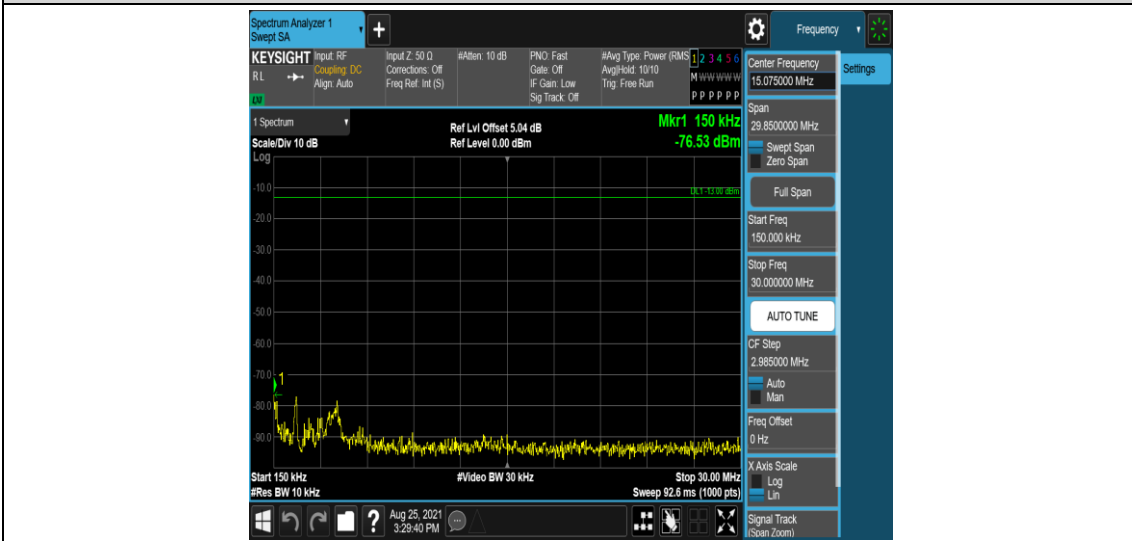 Spectrum Analyzer 1
Swept SA
+
Frequency
KEYSIGHT
RL
LXI
Input: RF
Coupling: DC
Align: Auto
Input Z: 50 Ω
Corrections: Off
Freq Ref: Int (S)
#Atten: 10 dB
PNO: Fast
Gate: Off
IF Gain: Low
Sig Track: Off
#Avg Type: Power (RMS
Avg|Hold: 10/10
Trig: Free Run
1 2 3 4 5 6
M W W W W W
P P P P P P
1 Spectrum
Scale/Div 10 dB
Log
Ref Lvl Offset 5.04 dB
Ref Level 0.00 dBm
Mkr1 150 kHz
-76.53 dBm
DL1 -13.00 dBm
-10.0
-20.0
-30.0
-40.0
-50.0
-60.0
-70.0
-80.0
-90.0
1
Start 150 kHz
#Res BW 10 kHz
#Video BW 30 kHz
Stop 30.00 MHz
Sweep 92.6 ms (1000 pts)
?
Aug 25, 2021
3:29:40 PM
Center Frequency
15.075000 MHz
Settings
Span
29.8500000 MHz
Swept Span
Zero Span
Full Span
Start Freq
150.000 kHz
Stop Freq
30.000000 MHz
AUTO TUNE
CF Step
2.985000 MHz
Auto
Man
Freq Offset
0 Hz
X Axis Scale
Log
Lin
Signal Track
(Span Zoom)